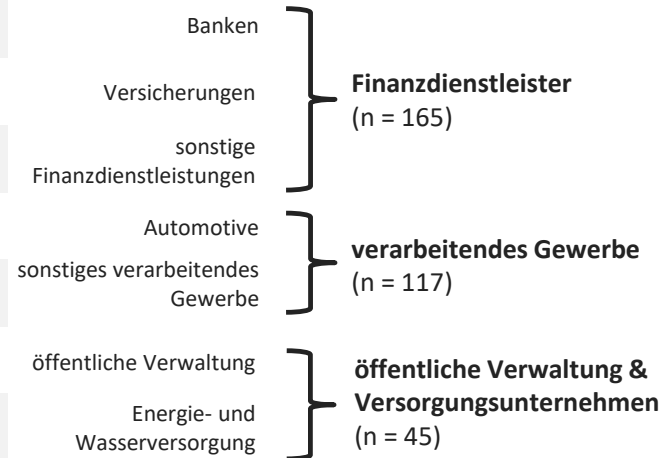 Banken
Versicherungen
sonstige
Finanzdienstleistungen
Finanzdienstleister
(n = 165)
Automotive
sonstiges verarbeitendes
Gewerbe
verarbeitendes Gewerbe
(n = 117)
öffentliche Verwaltung
Energie- und
Wasserversorgung
öffentliche Verwaltung &
Versorgungsunternehmen
(n = 45)